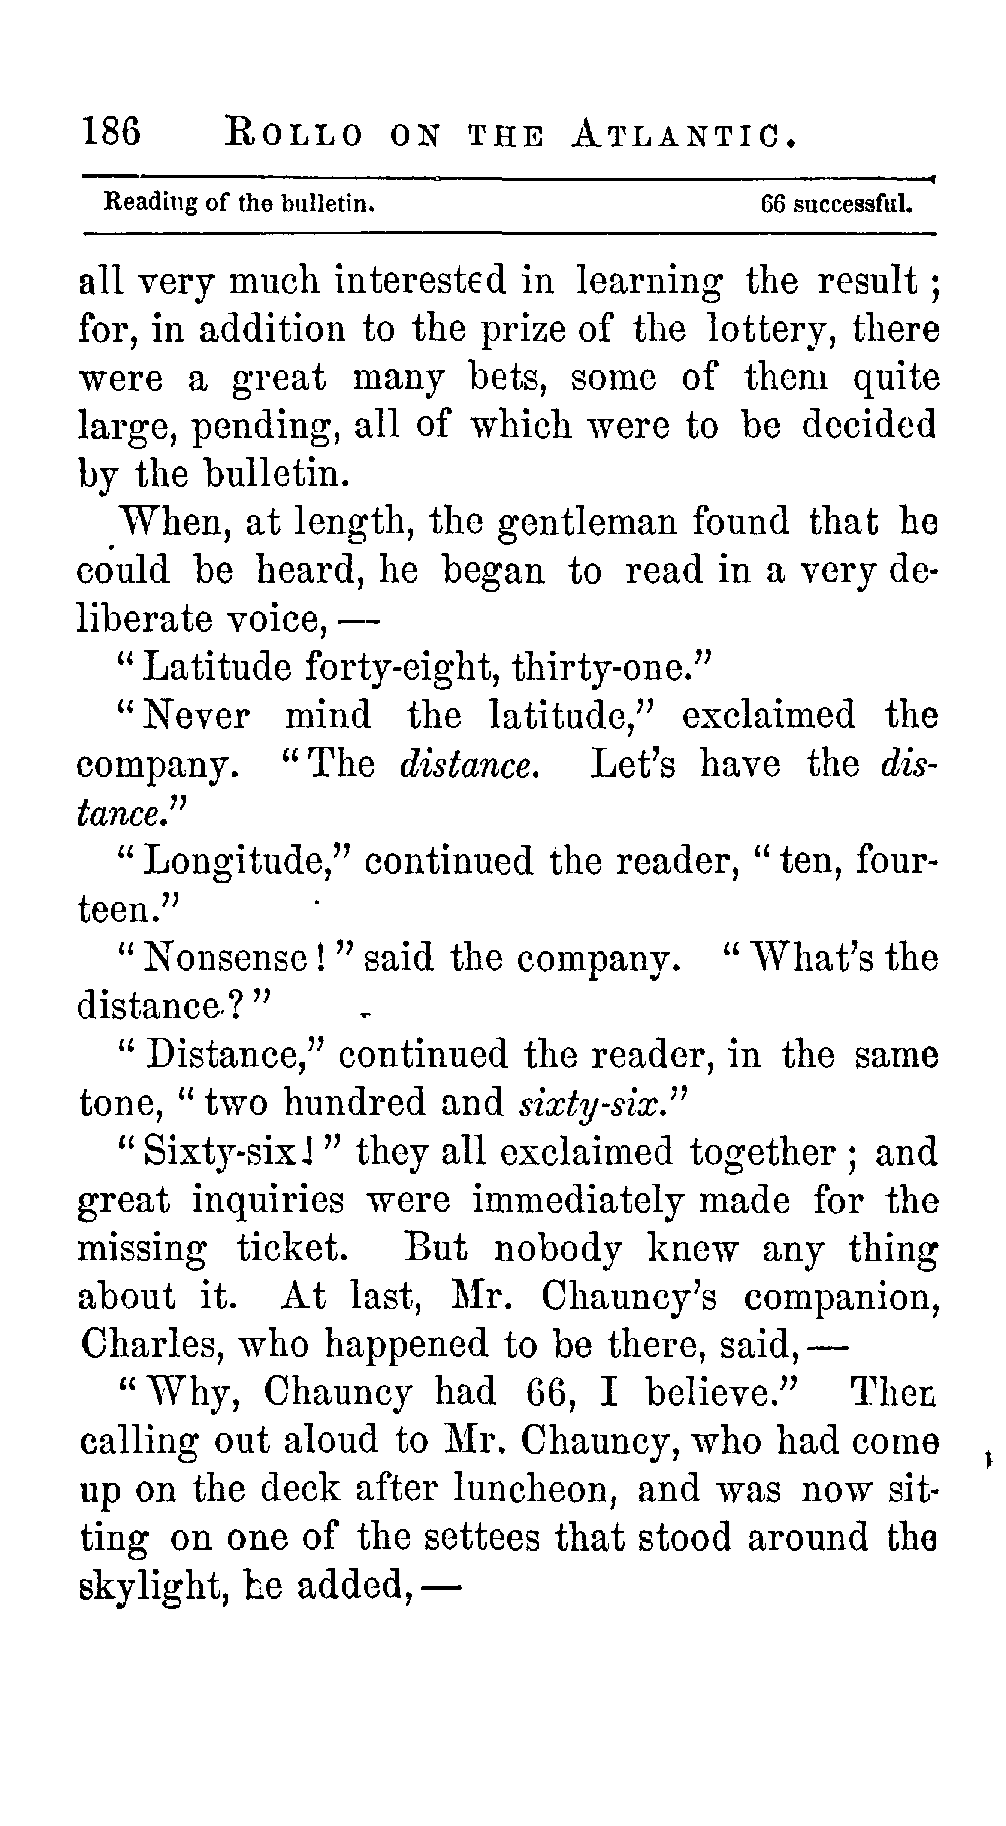 186 ROLLO ON THE ATLANTIC.
Reading of the bulletin. 66 successful.
all very much interested in learning the result ;
for, in addition to the prize of the lottery, there
were a great many bets, some of them quite
large, pending, all of which were to be decided
by the bulletin.
When, at length, the gentleman found that he
could be heard, he began to read in a very de-
liberate voice, —
“ Latitude forty-eight, thirty-one.”
“ Never mind the latitude,” exclaimed the
company. “ The distance. Let’s have the dis-
tance.”
“ Longitude,” continued the reader, “ ten, four-
teen.”
“ Nonsense ! ” said the company. “ What’s the
distance ? ”
“ Distance,” continued the reader, in the same
tone, “ two hundred and sixty-six.”
“ Sixty-six ! ” they all exclaimed together ; and
great inquiries were immediately made for the
missing ticket. But nobody knew any thing
about it. At last, Mr. Chauncy’s companion,
Charles, who happened to be there, said, —
“ Why, Chauncy had 66, I believe.” Then
calling out aloud to Mr. Chauncy, who had come
up on the deck after luncheon, and was now sit-
ting on one of the settees that stood around the
skylight, he added, —